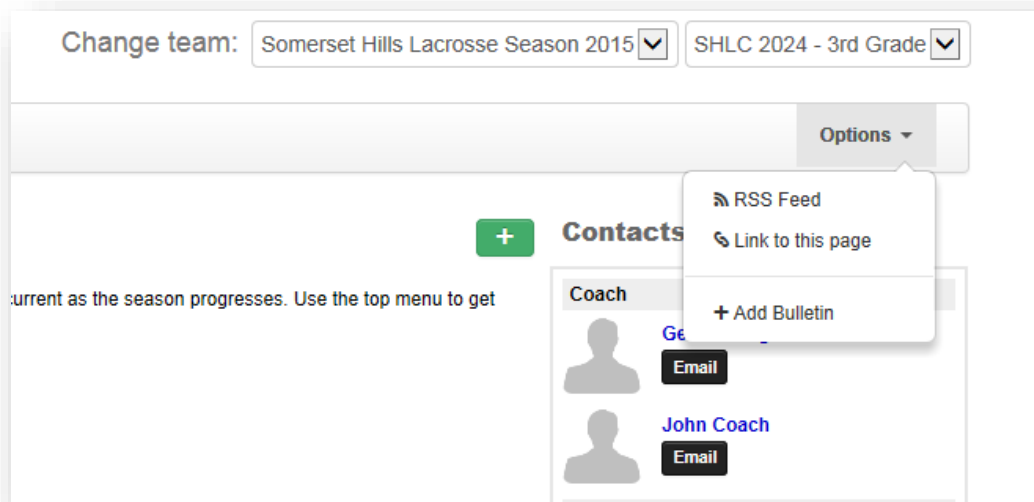 Change team: Somerset Hills Lacrosse Season 2015 SHLC 2024 - 3rd Grade
Options
RSS Feed
+ Contacts
Link to this page
current as the season progresses. Use the top menu to get
Coach
+ Add Bulletin
Email
John Coach
Email